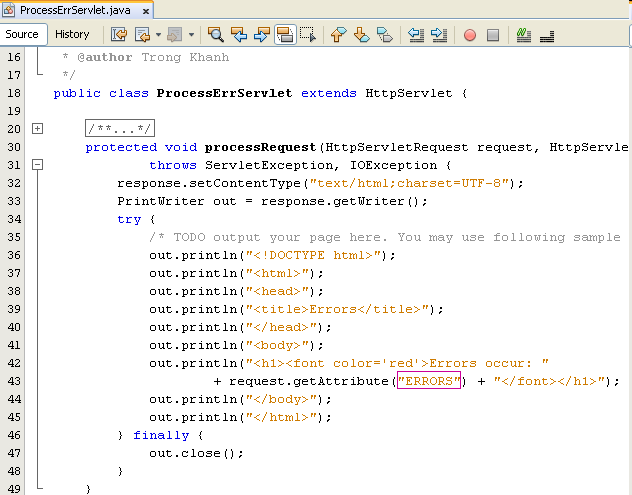 ProcessErrServlet.java x
Source History
16 * @author Trong Khanh
17 */
18 public class ProcessErrServlet extends HttpServlet {
19
20 /**...*/
30 protected void processRequest(HttpServletRequest request, HttpServle
31 throws ServletException, IOException {
32 response.setContentType("text/html;charset=UTF-8");
33 PrintWriter out = response.getWriter();
34 try {
35 /* TODO output your page here. You may use following sample
36 out.println("<!DOCTYPE html>");
37 out.println("<html>");
38 out.println("<head>");
39 out.println("<title>Errors</title>");
40 out.println("</head>");
41 out.println("<body>");
42 out.println("<h1><font color='red'>Errors occur: "
43 + request.getAttribute("ERRORS") + "</font></h1>");
44 out.println("</body>");
45 out.println("</html>");
46 } finally {
47 out.close();
48 }
49 }